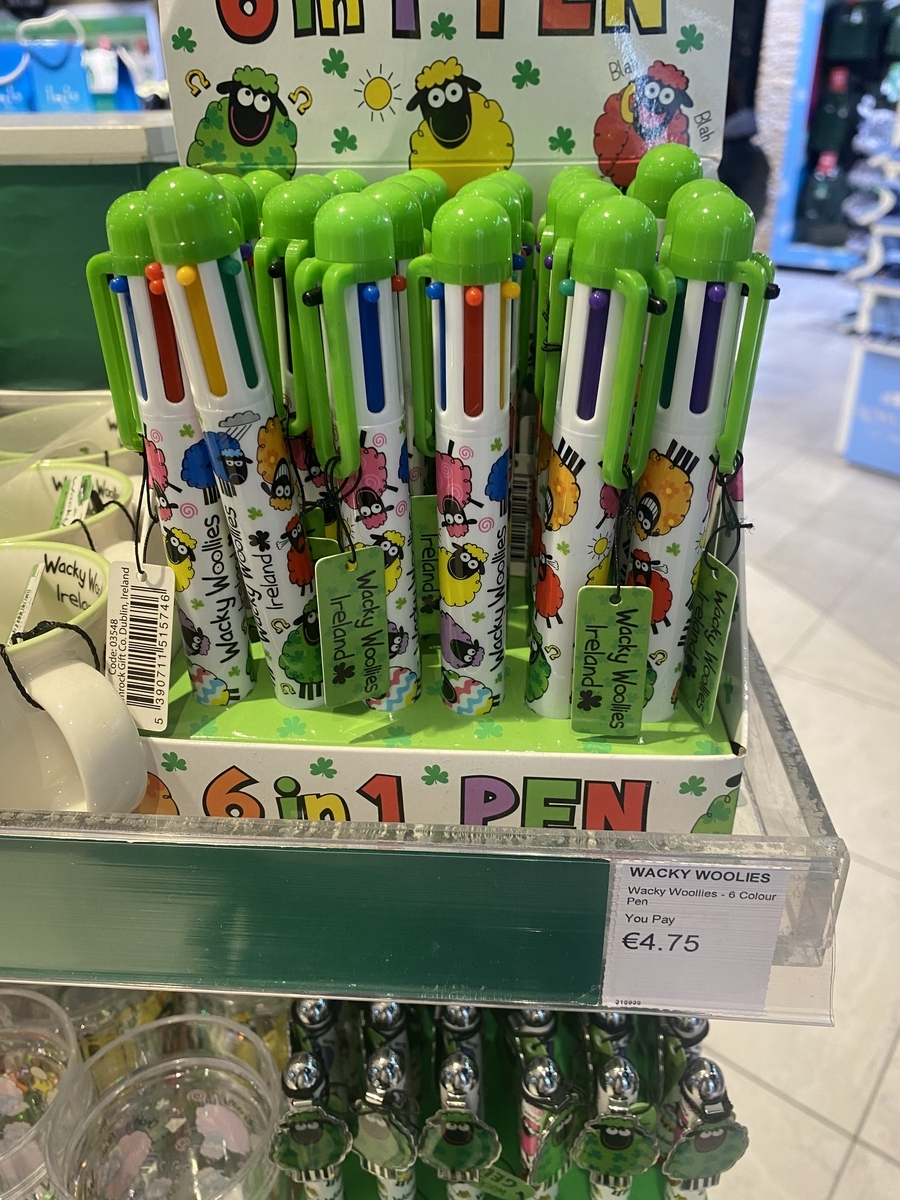 6 in 1 PEN
Blah
Blah
Wacky Woollies
Ireland
Wacky Woollies
Ireland
Code: 03548
Gift Co. Dublin, Ireland
5 390711 515746
Wacky Woollies
Ireland
Wacky Woollies
Ireland
Ireland
Wacky Woollies
Wacky Woollies
Ireland
Wacky Woollies
Ireland
6 in 1 PEN
WACKY WOOLIES
Wacky Woollies - 6 Colour
Pen
You Pay
€4.75